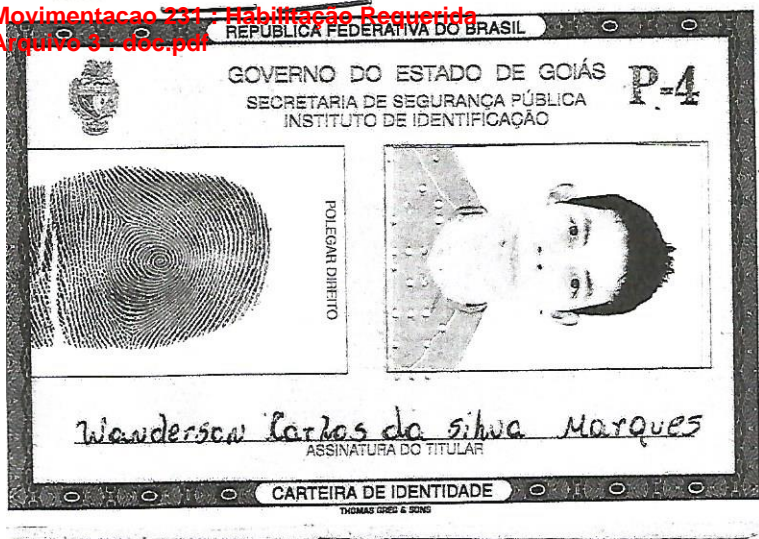 Movimentacao 231 : Habilitação Requerida
Arquivo 3 : doc.pdf
REPÚBLICA FEDERATIVA DO BRASIL
GOVERNO DO ESTADO DE GOIÁS
P-4
SECRETARIA DE SEGURANÇA PÚBLICA
INSTITUTO DE IDENTIFICAÇÃO
POLEGAR DIREITO
Wanderson Carlos da silva Marques
ASSINATURA DO TITULAR
CARTEIRA DE IDENTIDADE
THOMAS GREG & SONS